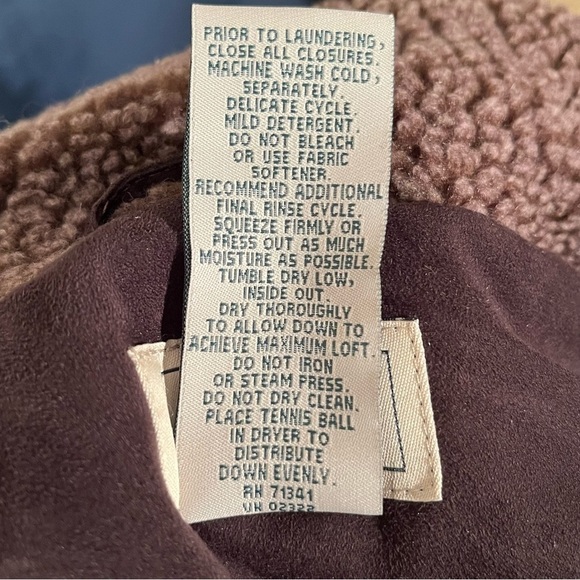 PRIOR TO LAUNDERING,
CLOSE ALL CLOSURES.
MACHINE WASH COLD,
SEPARATELY.
DELICATE CYCLE.
MILD DETERGENT.
DO NOT BLEACH
OR USE FABRIC
SOFTENER.
RECOMMEND ADDITIONAL
FINAL RINSE CYCLE.
SQUEEZE FIRMLY OR
PRESS OUT AS MUCH
MOISTURE AS POSSIBLE.
TUMBLE DRY LOW,
INSIDE OUT.
DRY THOROUGHLY
TO ALLOW DOWN TO
ACHIEVE MAXIMUM LOFT.
DO NOT IRON
OR STEAM PRESS.
DO NOT DRY CLEAN.
PLACE TENNIS BALL
IN DRYER TO
DISTRIBUTE
DOWN EVENLY.
RN 71341
VN 02322